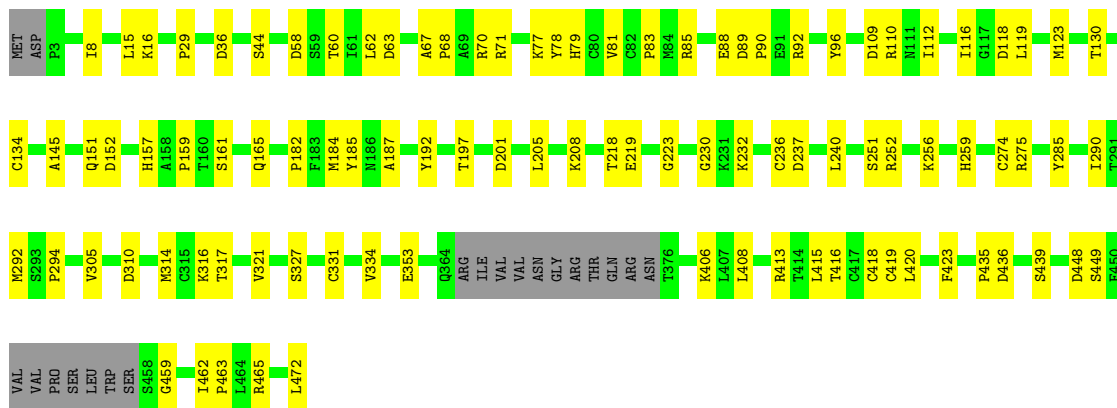 MET ASP P3 I8 L15 K16 P29 D36 S44 D58 S59 T60 I61 L62 D63 A67 P68 A69 R70 R71 K77 Y78 H79 C80 V81 C82 P83 M84 R85 E88 D89 P90 E91 R92 Y96 D109 R110 N111 I112 I116 G117 D118 L119 M123 T130
C134 A145 Q151 D152 H157 A158 P159 T160 S161 Q165 P182 F183 M184 Y185 N186 A187 Y192 T197 D201 L205 K208 T218 E219 G223 G230 K231 K232 C236 D237 L240 S251 R252 K256 H259 C274 R275 Y285 I290 T291
M292 S293 P294 V305 D310 M314 C315 K316 T317 V321 S327 C331 V334 E353 Q364 ARG ILE VAL VAL ASN GLY ARG THR GLN ARG ASN T376 K406 L407 L408 R413 T414 L415 T416 C417 C418 C419 L420 F423 P435 D436 S439 D448 S449 E450
VAL VAL PRO SER LEU TRP SER S458 G459 I462 P463 L464 R465 L472